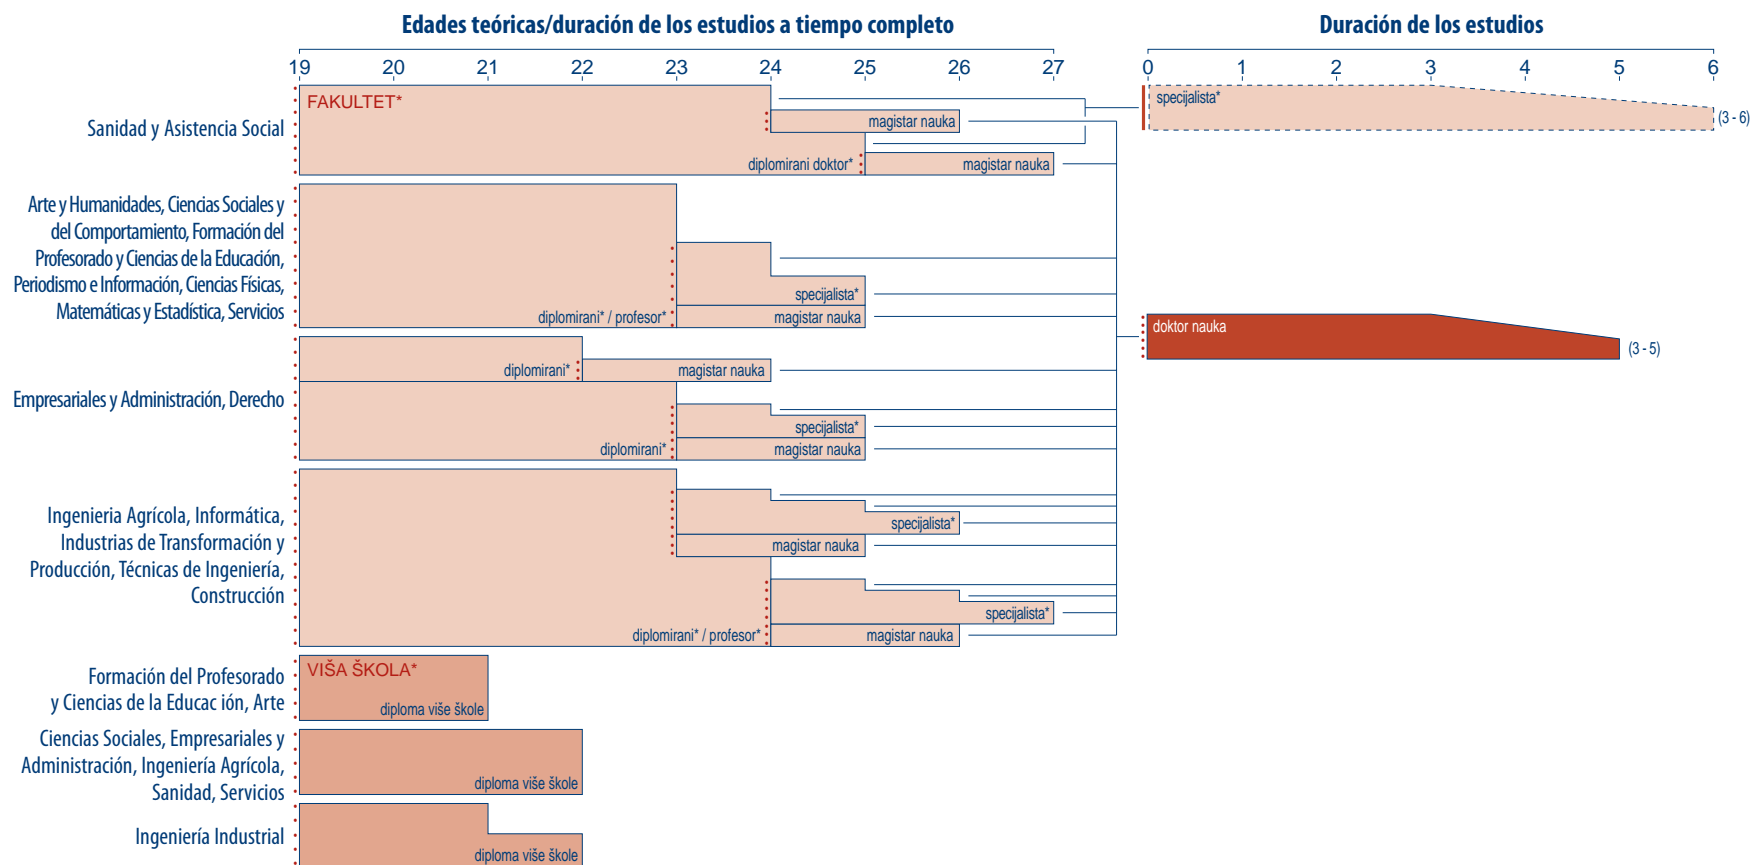 Edades teóricas/duración de los estudios a tiempo completo
Duración de los estudios
19 20 21 22 23 24 25 26 27
0 1 2 3 4 5 6
Sanidad y Asistencia Social
FAKULTET*
magistar nauka
diplomirani doktor*
magistar nauka
specijalista*
(3 - 6)
Arte y Humanidades, Ciencias Sociales y
del Comportamiento, Formación del
Profesorado y Ciencias de la Educación,
Periodismo e Información, Ciencias Físicas,
Matemáticas y Estadística, Servicios
specijalista*
diplomirani* / profesor*
magistar nauka
doktor nauka
(3 - 5)
Empresariales y Administración, Derecho
diplomirani*
magistar nauka
specijalista*
diplomirani*
magistar nauka
Ingenieria Agrícola, Informática,
Industrias de Transformación y
Producción, Técnicas de Ingeniería,
Construcción
specijalista*
magistar nauka
specijalista*
diplomirani* / profesor*
magistar nauka
Formación del Profesorado
y Ciencias de la Educac ión, Arte
VIŠA ŠKOLA*
diploma više škole
Ciencias Sociales, Empresariales y
Administración, Ingeniería Agrícola,
Sanidad, Servicios
diploma više škole
Ingeniería Industrial
diploma više škole